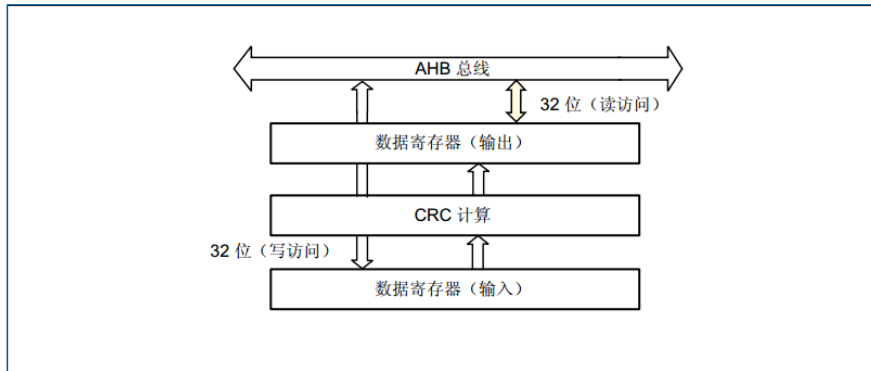 AHB 总线
32 位（读访问）
数据寄存器（输出）
CRC 计算
32 位（写访问）
数据寄存器（输入）